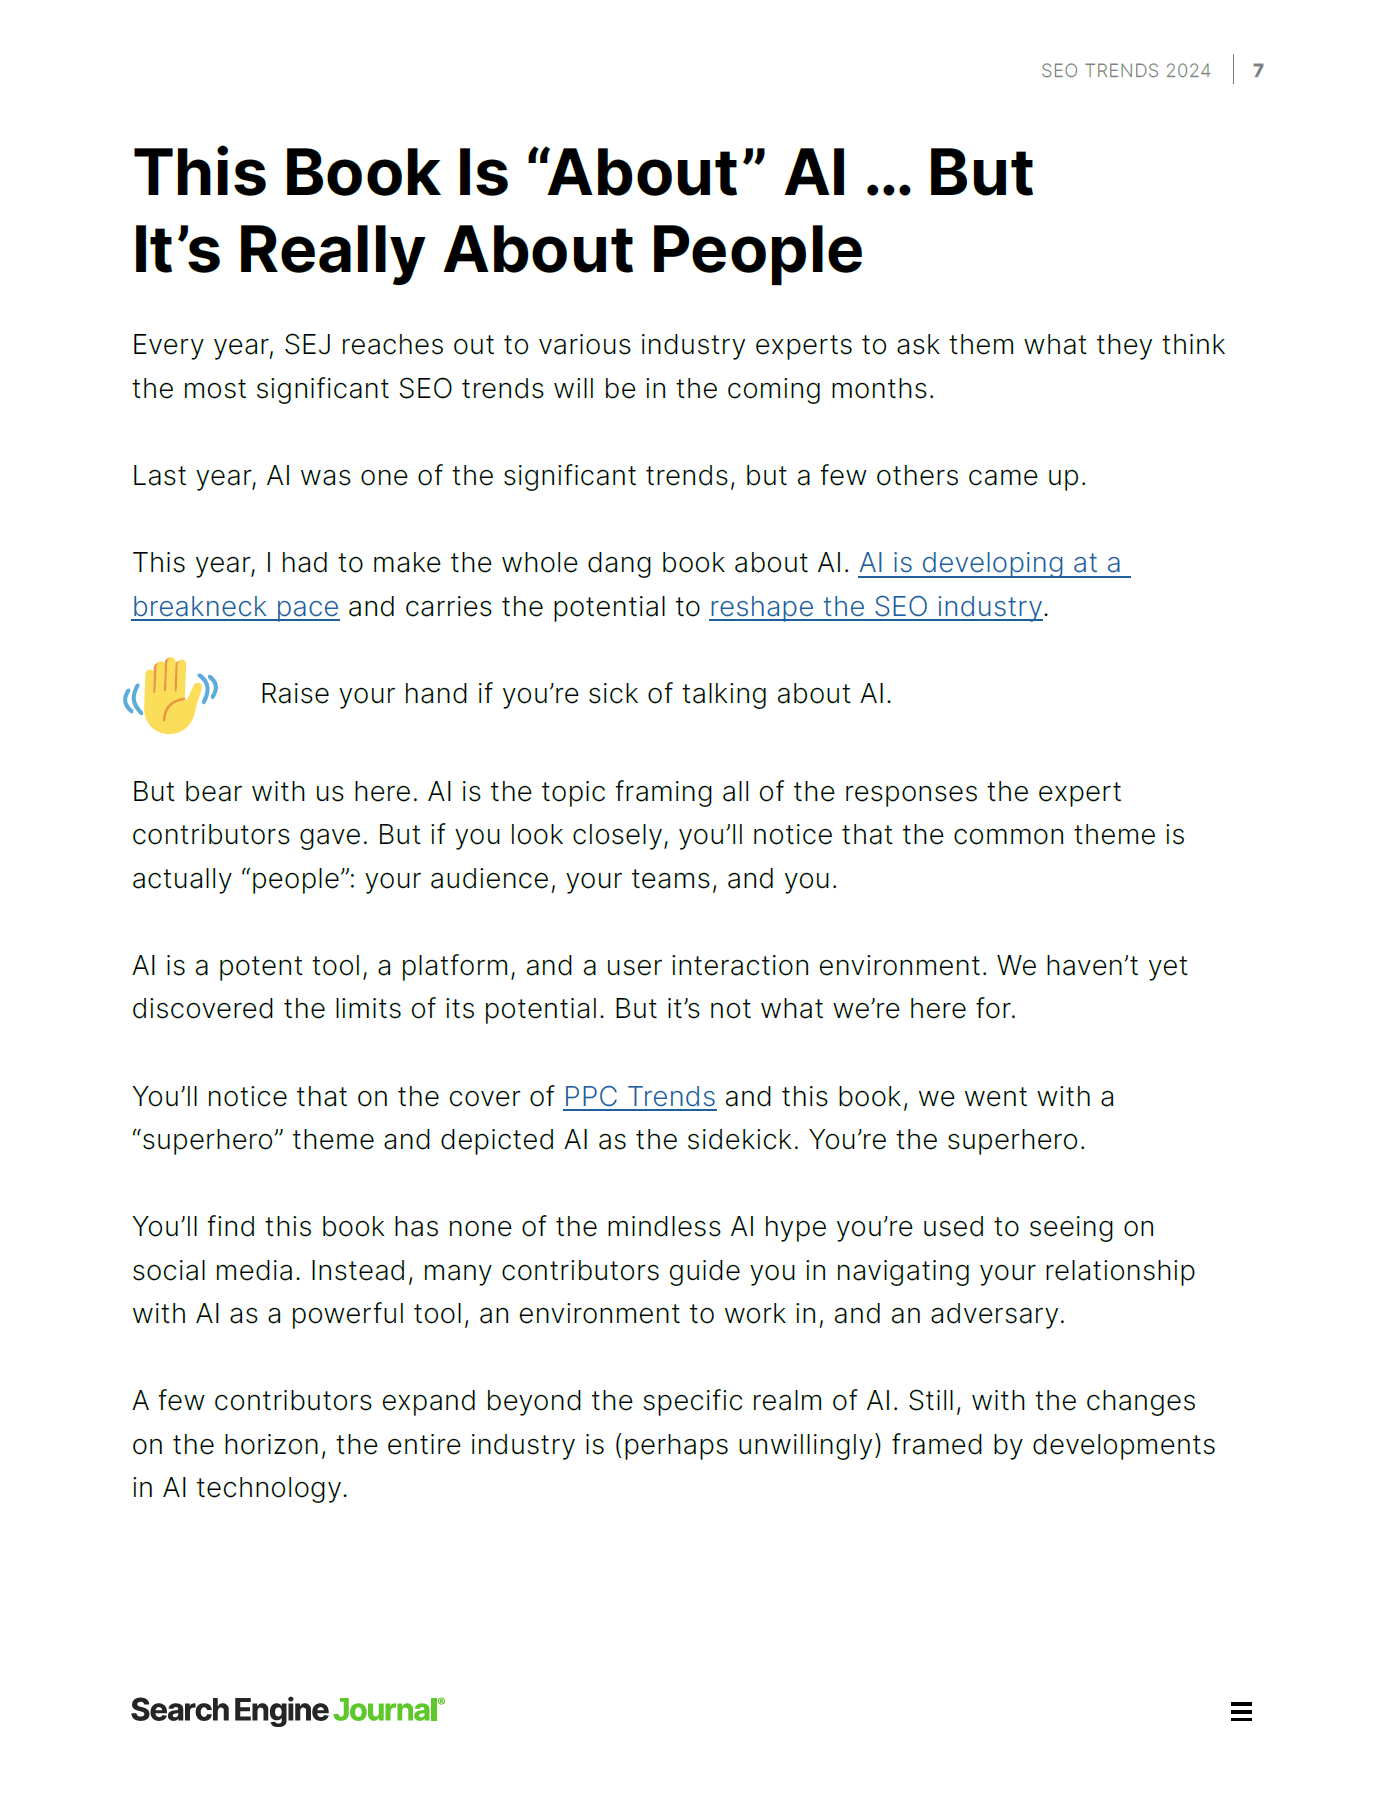 SEO TRENDS 2024 7
This Book Is “About” AI … But
It’s Really About People
Every year, SEJ reaches out to various industry experts to ask them what they think
the most significant SEO trends will be in the coming months.
Last year, AI was one of the significant trends, but a few others came up.
This year, I had to make the whole dang book about AI. AI is developing at a
breakneck pace and carries the potential to reshape the SEO industry.
Raise your hand if you’re sick of talking about AI.
But bear with us here. AI is the topic framing all of the responses the expert
contributors gave. But if you look closely, you’ll notice that the common theme is
actually “people”: your audience, your teams, and you.
AI is a potent tool, a platform, and a user interaction environment. We haven’t yet
discovered the limits of its potential. But it’s not what we’re here for.
You’ll notice that on the cover of PPC Trends and this book, we went with a
“superhero” theme and depicted AI as the sidekick. You’re the superhero.
You’ll find this book has none of the mindless AI hype you’re used to seeing on
social media. Instead, many contributors guide you in navigating your relationship
with AI as a powerful tool, an environment to work in, and an adversary.
A few contributors expand beyond the specific realm of AI. Still, with the changes
on the horizon, the entire industry is (perhaps unwillingly) framed by developments
in AI technology.
Search Engine Journal®